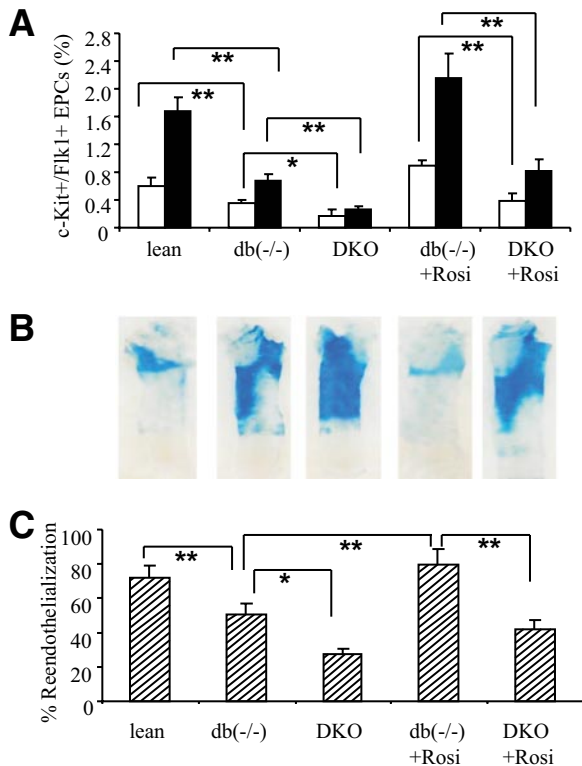 A
c-Kit+/Flk1+ EPCs (%)
2.8
2.4
2.0
1.6
1.2
0.8
0.4
0
**
**
**
*
**
**
lean
db(-/-)
DKO
db(-/-)
+Rosi
DKO
+Rosi
B
C
% Reendothelialization
100
80
60
40
20
0
**
*
**
**
lean
db(-/-)
DKO
db(-/-)
+Rosi
DKO
+Rosi